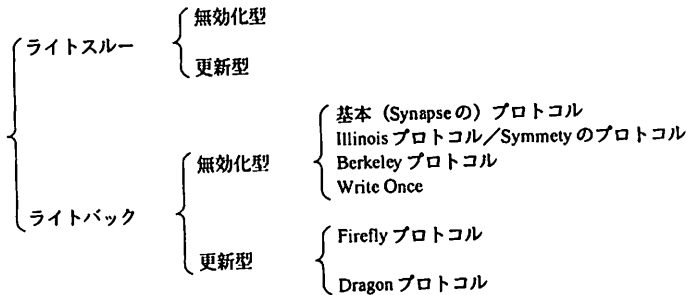 ライトスルー
無効化型
更新型
ライトバック
無効化型
基本（Synapseの）プロトコル
Illinoisプロトコル／Symmetyのプロトコル
Berkeleyプロトコル
Write Once
更新型
Fireflyプロトコル
Dragonプロトコル